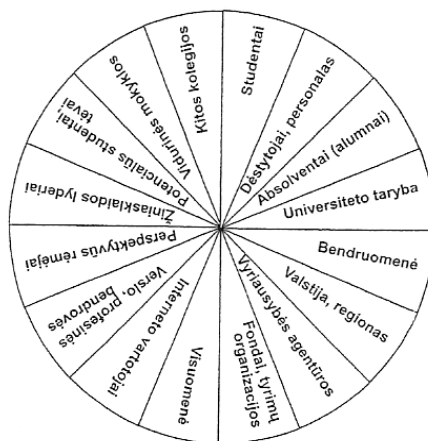 Studentai
Dėstytojai, personalas
Absolventai (alumnai)
Universiteto taryba
Bendruomenė
Valstija, regionas
Vyriausybės agentūros
Fondai, tyrimų
organizacijos
Visuomenė
Interneto vartotojai
Verslo, profesinės
bendrovės
Perspektyvūs rėmėjai
Žiniasklaidos lyderiai
Potencialūs studentai,
tėvai
Vidurinės mokyklos
Kitos kolegijos